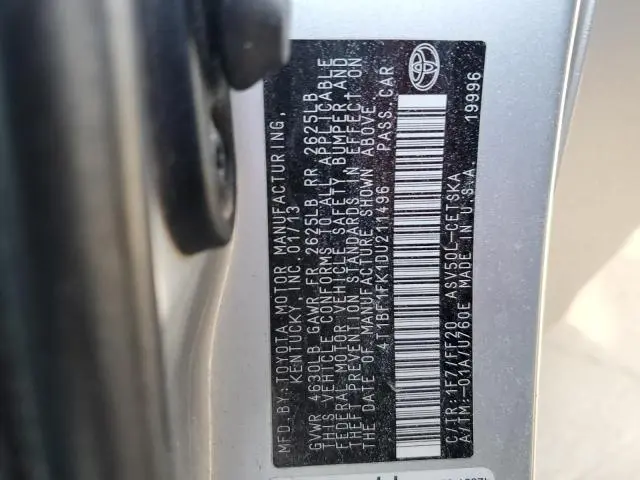 MFD. BY: TOYOTA MOTOR MANUFACTURING,
KENTUCKY, INC. 01/13
GVWR 4630LB GAWR FR 2625LB RR 2625LB
THIS VEHICLE CONFORMS TO ALL APPLICABLE
FEDERAL MOTOR VEHICLE SAFETY, BUMPER AND
THEFT PREVENTION STANDARDS IN EFFECT ON
THE DATE OF MANUFACTURE SHOWN ABOVE.
4T1BF1FK1DU211496 PASS. CAR
C/TR: 1F7/FE20 ASV50L-CETSKA
A/TM: -01A/U760E MADE IN U.S.A.
19996